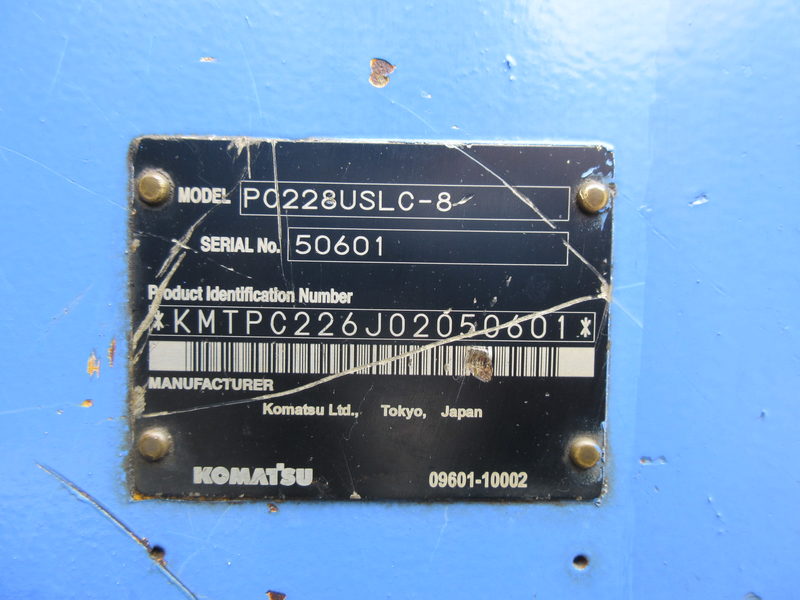 MODEL PC228USLC-8
SERIAL No. 50601
Product Identification Number
*KMTPC226J02050601*
MANUFACTURER
Komatsu Ltd., Tokyo, Japan
KOMATSU 09601-10002